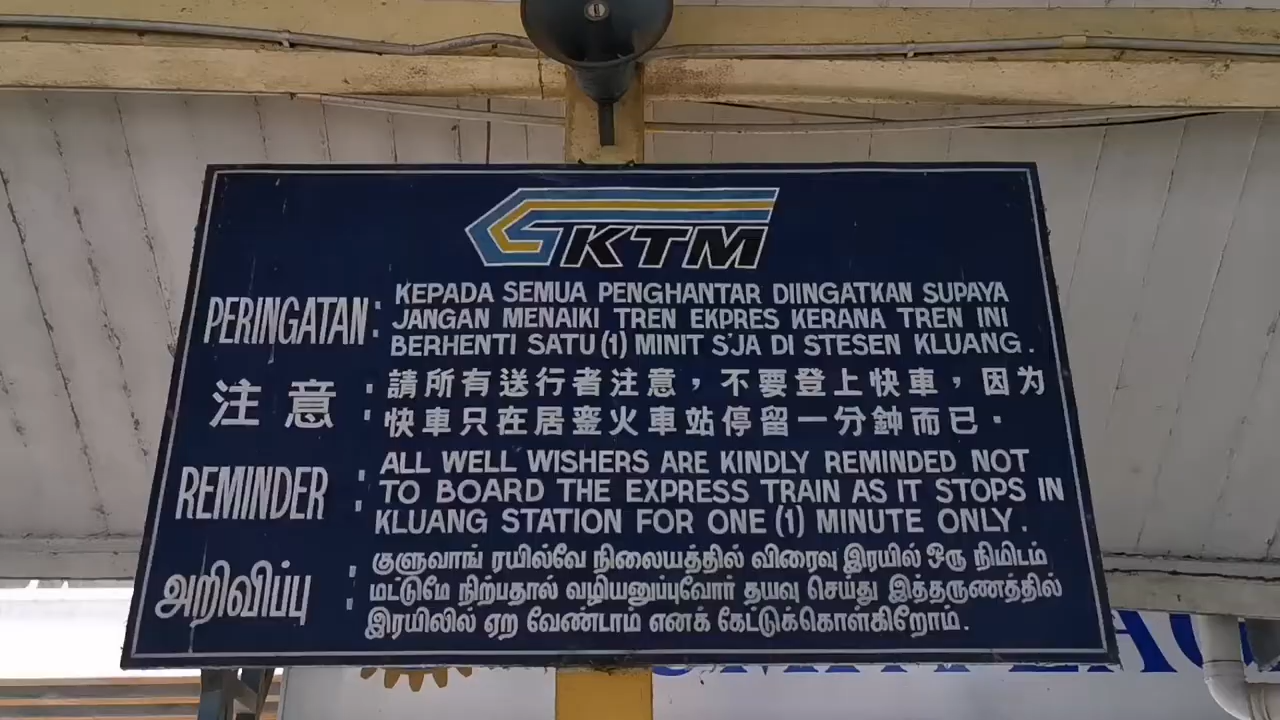 KTM
PERINGATAN : KEPADA SEMUA PENGHANTAR DIINGATKAN SUPAYA
JANGAN MENAIKI TREN EKPRES KERANA TREN INI
BERHENTI SATU (1) MINIT S'JA DI STESEN KLUANG.
注意 : 請所有送行者注意，不要登上快車，因为
快車只在居銮火車站停留一分鐘而已.
REMINDER : ALL WELL WISHERS ARE KINDLY REMINDED NOT
TO BOARD THE EXPRESS TRAIN AS IT STOPS IN
KLUANG STATION FOR ONE (1) MINUTE ONLY.
அறிவிப்பு : குளுவாங் ரயில்வே நிலையத்தில் விரைவு இரயில் ஒரு நிமிடம்
மட்டுமே நிற்பதால் வழியனுப்புவோர் தயவு செய்து இத்தருணத்தில்
இரயிலில் ஏற வேண்டாம் எனக் கேட்டுக்கொள்கிறோம்.